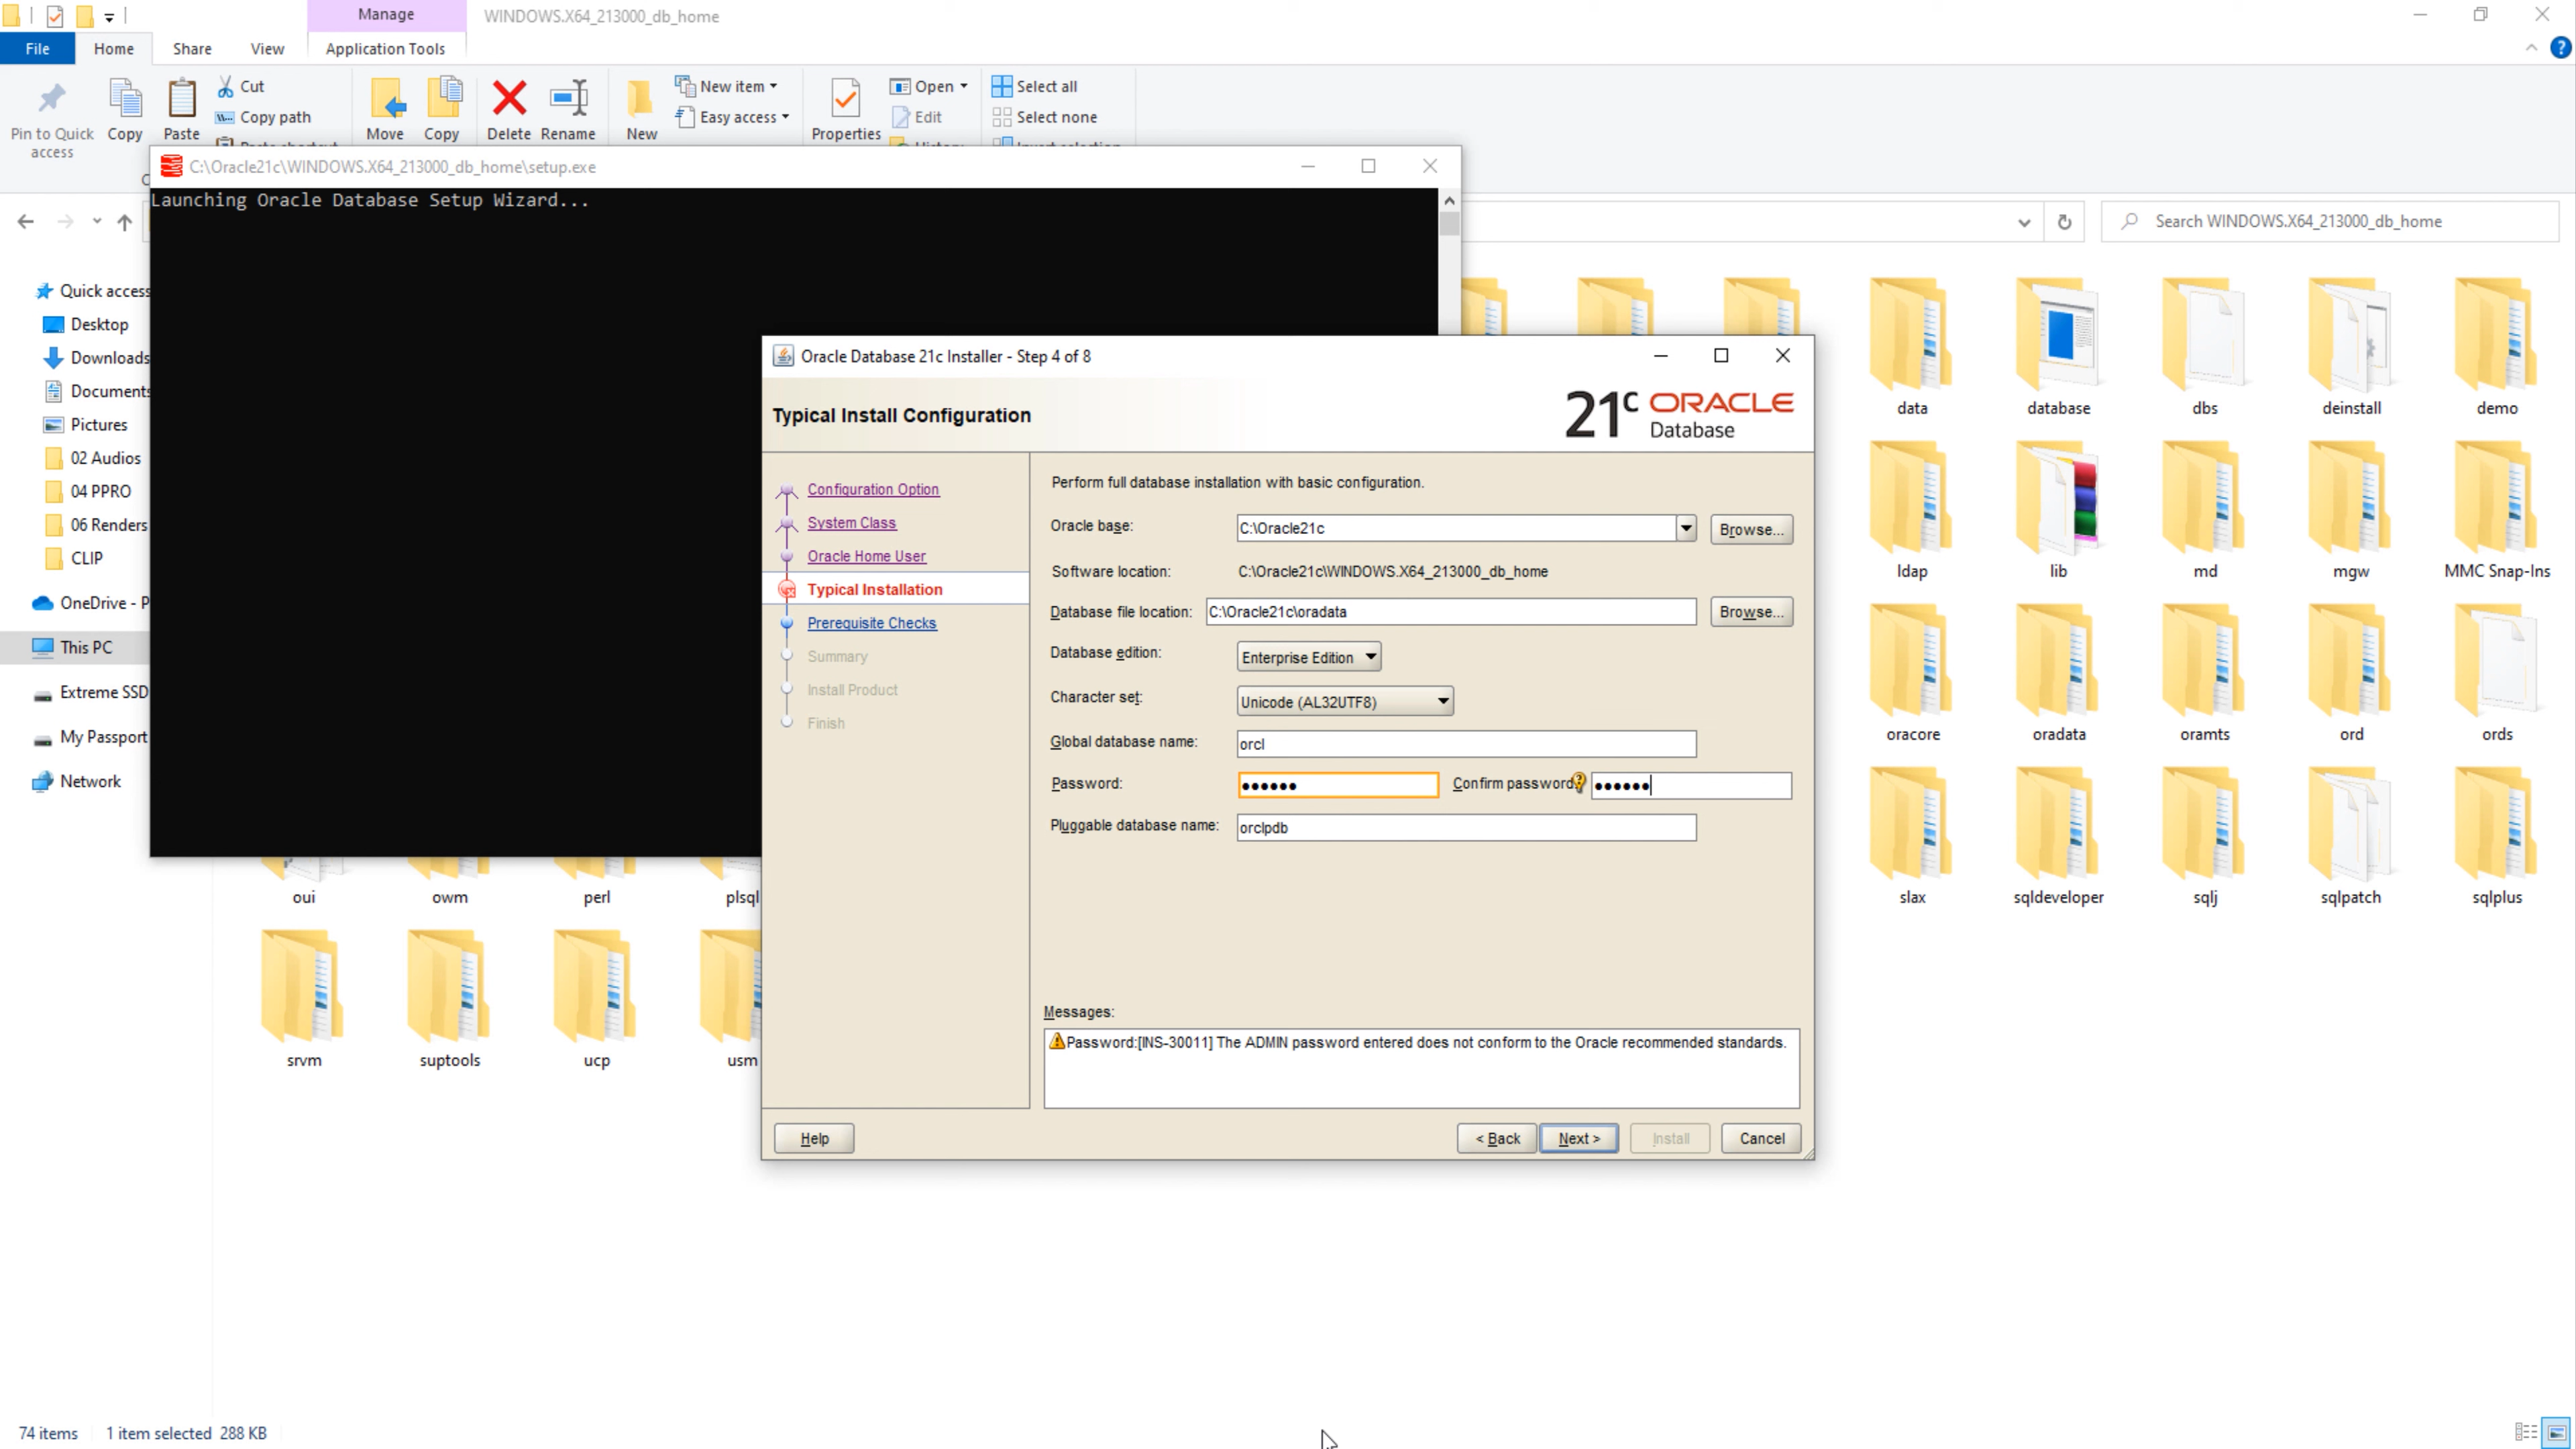 Manage
WINDOWS.X64_213000_db_home
File
Home
Share
View
Application Tools
Pin to Quick
access
Copy
Paste
Cut
Copy path
Move
Copy
Delete
Rename
New
New item
Easy access
Properties
Open
Edit
Select all
Select none
C:\Oracle21c\WINDOWS.X64_213000_db_home\setup.exe
Launching Oracle Database Setup Wizard...
Search WINDOWS.X64_213000_db_home
Quick access
Desktop
Downloads
Documents
Pictures
02 Audios
04 PPRO
06 Renders
CLIP
OneDrive - P
This PC
Extreme SSD
My Passport
Network
Oracle Database 21c Installer - Step 4 of 8
Typical Install Configuration
21c ORACLE
Database
Configuration Option
System Class
Oracle Home User
Typical Installation
Prerequisite Checks
Summary
Install Product
Finish
Perform full database installation with basic configuration.
Oracle base:
C:\Oracle21c
Browse...
Software location:
C:\Oracle21c\WINDOWS.X64_213000_db_home
Database file location:
C:\Oracle21c\oradata
Browse...
Database edition:
Enterprise Edition
Character set:
Unicode (AL32UTF8)
Global database name:
orcl
Password:
••••••
Confirm password
••••••
Pluggable database name:
orclpdb
Messages:
Password:[INS-30011] The ADMIN password entered does not conform to the Oracle recommended standards.
Help
< Back
Next >
Install
Cancel
data
database
dbs
deinstall
demo
ldap
lib
md
mgw
MMC Snap-Ins
oracore
oradata
oramts
ord
ords
oui
owm
perl
plsql
slax
sqldeveloper
sqlj
sqlpatch
sqlplus
srvm
suptools
ucp
usm
74 items
1 item selected 288 KB